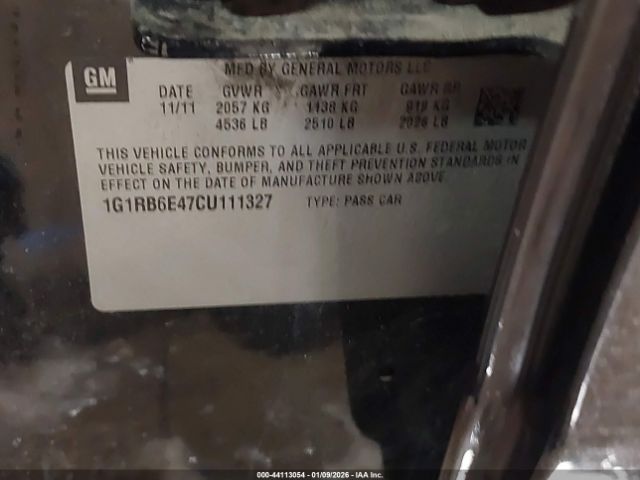 GM
MFD BY GENERAL MOTORS LLC
DATE GVWR GAWR FRT GAWR RR
11/11 2057 KG 1138 KG 919 KG
4536 LB 2510 LB 2026 LB
THIS VEHICLE CONFORMS TO ALL APPLICABLE U.S. FEDERAL MOTOR
VEHICLE SAFETY, BUMPER, AND THEFT PREVENTION STANDARDS IN
EFFECT ON THE DATE OF MANUFACTURE SHOWN ABOVE.
1G1RB6E47CU111327 TYPE: PASS CAR
000-44113054 - 01/09/2026 - IAA Inc.